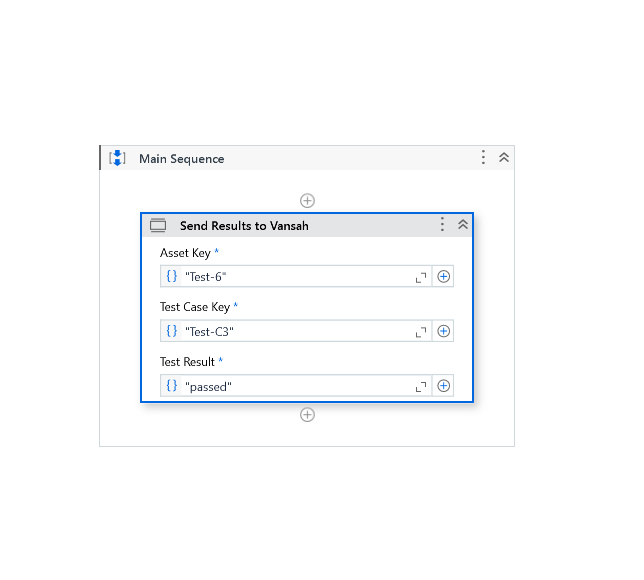 Main Sequence
Send Results to Vansah
Asset Key *
{} "Test-6"
Test Case Key *
{} "Test-C3"
Test Result *
{} "passed"